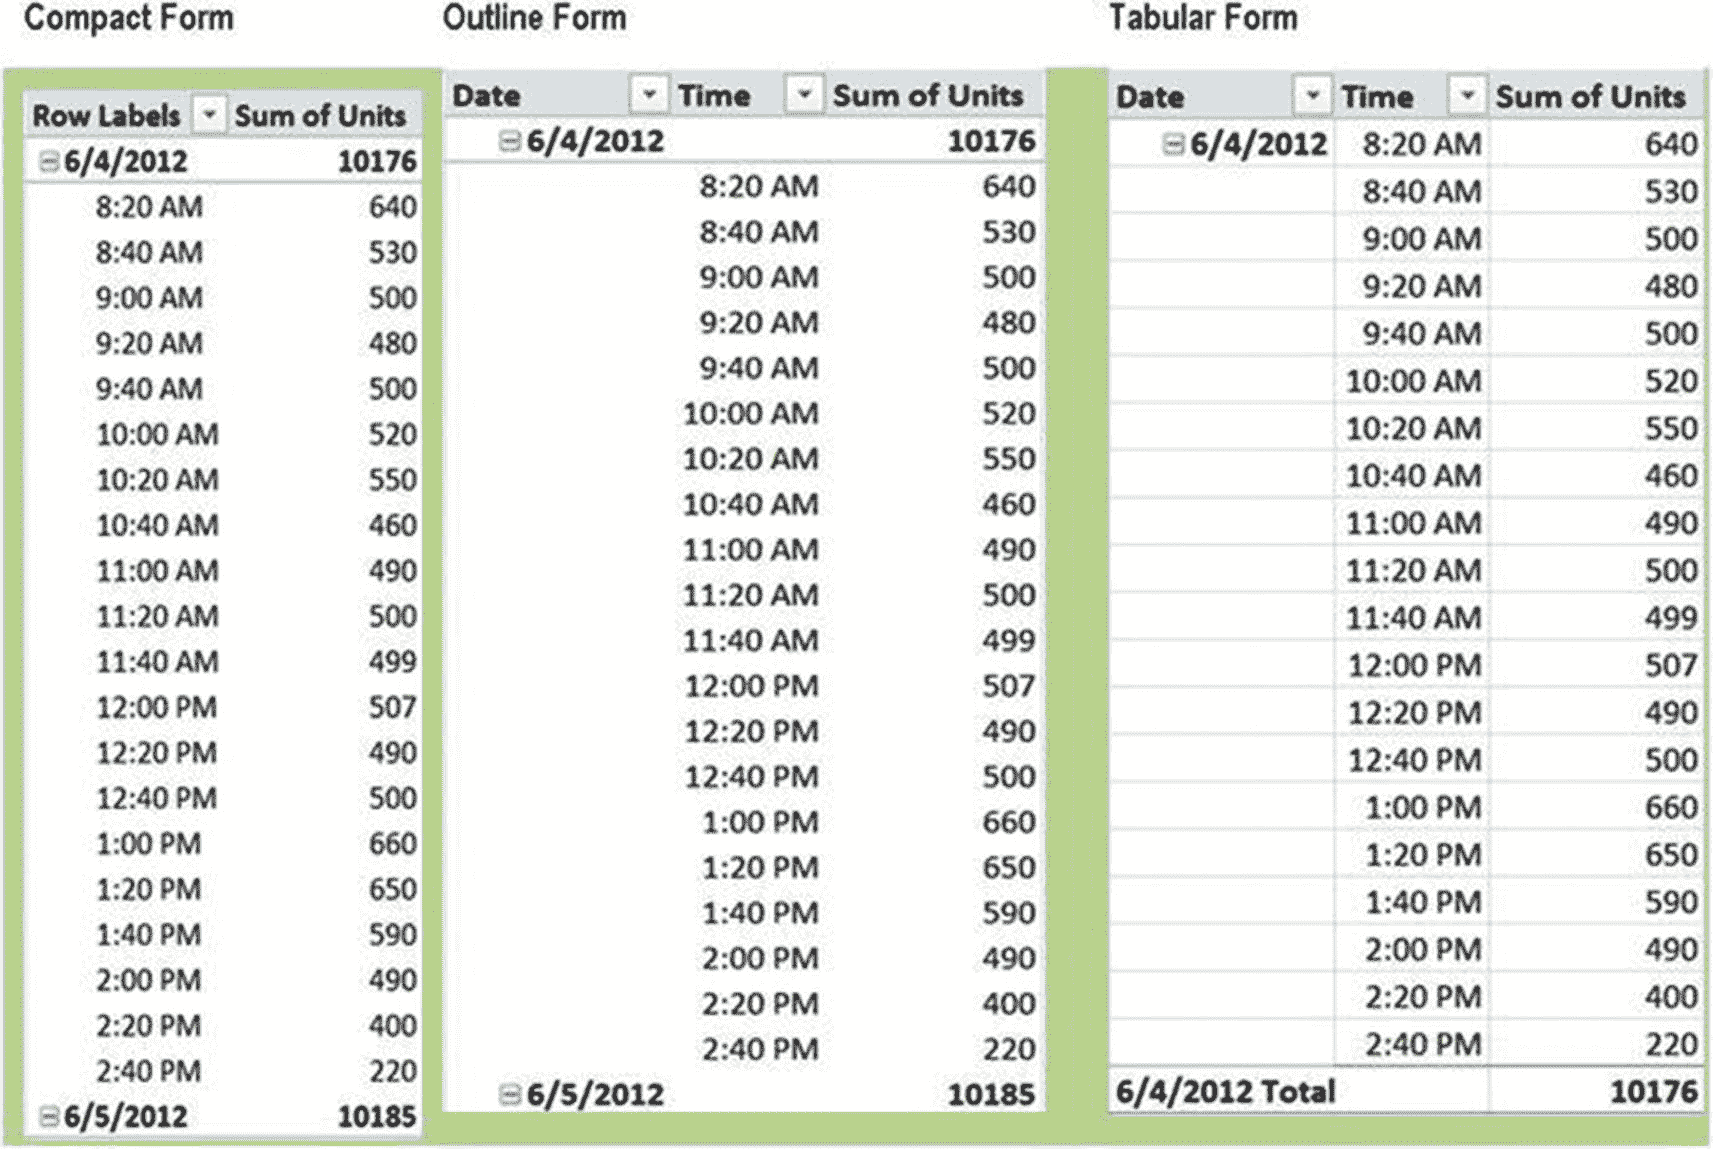 Compact Form
Row Labels Sum of Units
6/4/2012 10176
8:20 AM 640
8:40 AM 530
9:00 AM 500
9:20 AM 480
9:40 AM 500
10:00 AM 520
10:20 AM 550
10:40 AM 460
11:00 AM 490
11:20 AM 500
11:40 AM 499
12:00 PM 507
12:20 PM 490
12:40 PM 500
1:00 PM 660
1:20 PM 650
1:40 PM 590
2:00 PM 490
2:20 PM 400
2:40 PM 220
6/5/2012 10185
Outline Form
Date Time Sum of Units
6/4/2012 10176
8:20 AM 640
8:40 AM 530
9:00 AM 500
9:20 AM 480
9:40 AM 500
10:00 AM 520
10:20 AM 550
10:40 AM 460
11:00 AM 490
11:20 AM 500
11:40 AM 499
12:00 PM 507
12:20 PM 490
12:40 PM 500
1:00 PM 660
1:20 PM 650
1:40 PM 590
2:00 PM 490
2:20 PM 400
2:40 PM 220
6/5/2012 10185
Tabular Form
Date Time Sum of Units
6/4/2012 8:20 AM 640
8:40 AM 530
9:00 AM 500
9:20 AM 480
9:40 AM 500
10:00 AM 520
10:20 AM 550
10:40 AM 460
11:00 AM 490
11:20 AM 500
11:40 AM 499
12:00 PM 507
12:20 PM 490
12:40 PM 500
1:00 PM 660
1:20 PM 650
1:40 PM 590
2:00 PM 490
2:20 PM 400
2:40 PM 220
6/4/2012 Total 10176